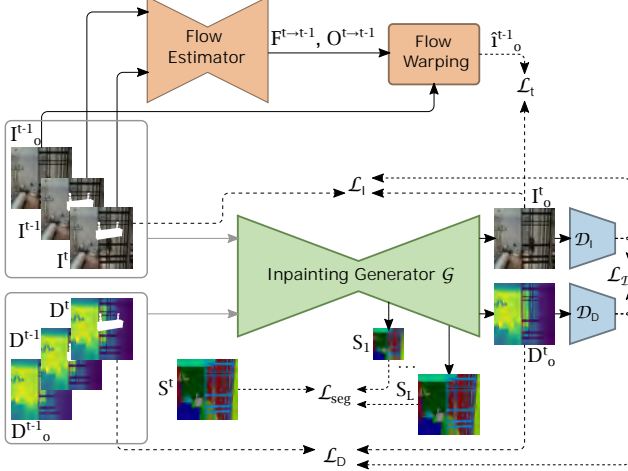 Flow
Estimator
F^{t→t-1}, O^{t→t-1}
Flow
Warping
î^{t-1}_o
ℒ_t
I^{t-1}_o
I^{t-1}
I^t
ℒ_I
I^t_o
𝒟_I
Inpainting Generator 𝒢
ℒ_𝒟
D^t
D^{t-1}
D^{t-1}_o
𝒟_D
D^t_o
S_1
...
S^t
ℒ_seg
S_L
ℒ_D